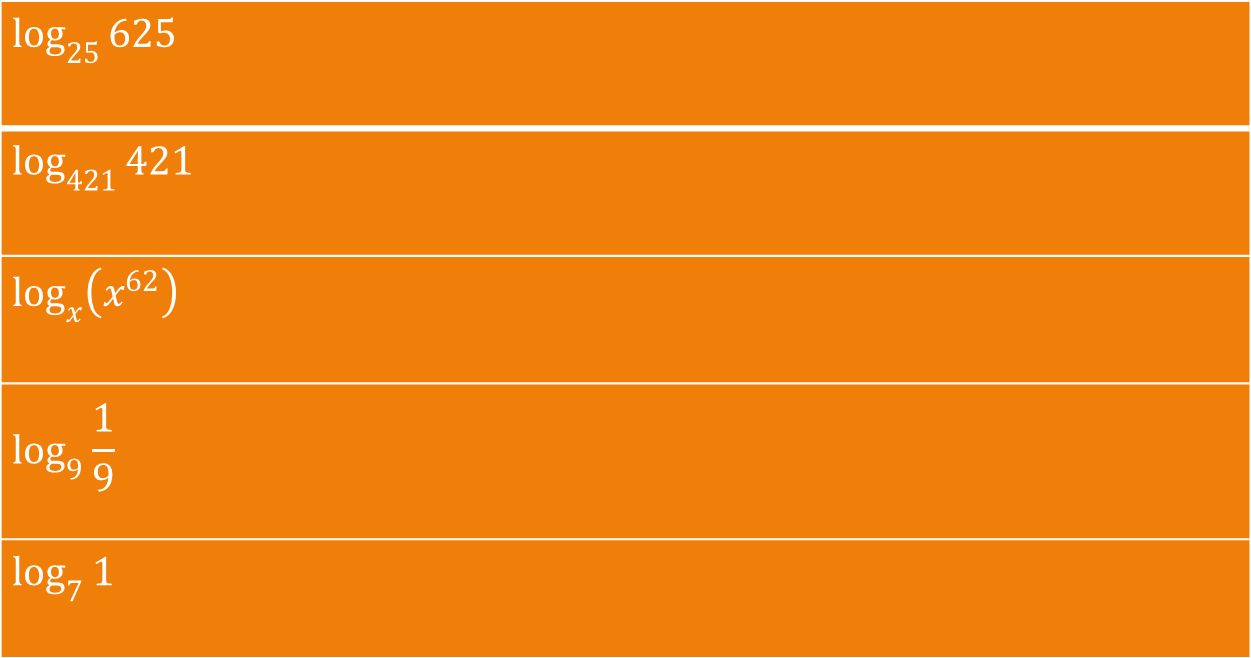 log₂₅ 625
log₄₂₁ 421
logₓ(x⁶²)
log₉ 1/9
log₇ 1